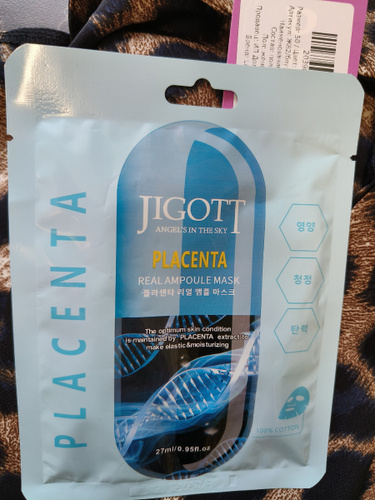 Размер: 50
PLACENTA
JIGOTT
ANGEL'S IN THE SKY
PLACENTA
REAL AMPOULE MASK
플라센타 리얼 앰플 마스크
영양
청정
탄력
The optimum skin condition
is maintained by PLACENTA extract to
make elastic&moisturizing
27ml/0.95fl.oz
100% COTTON